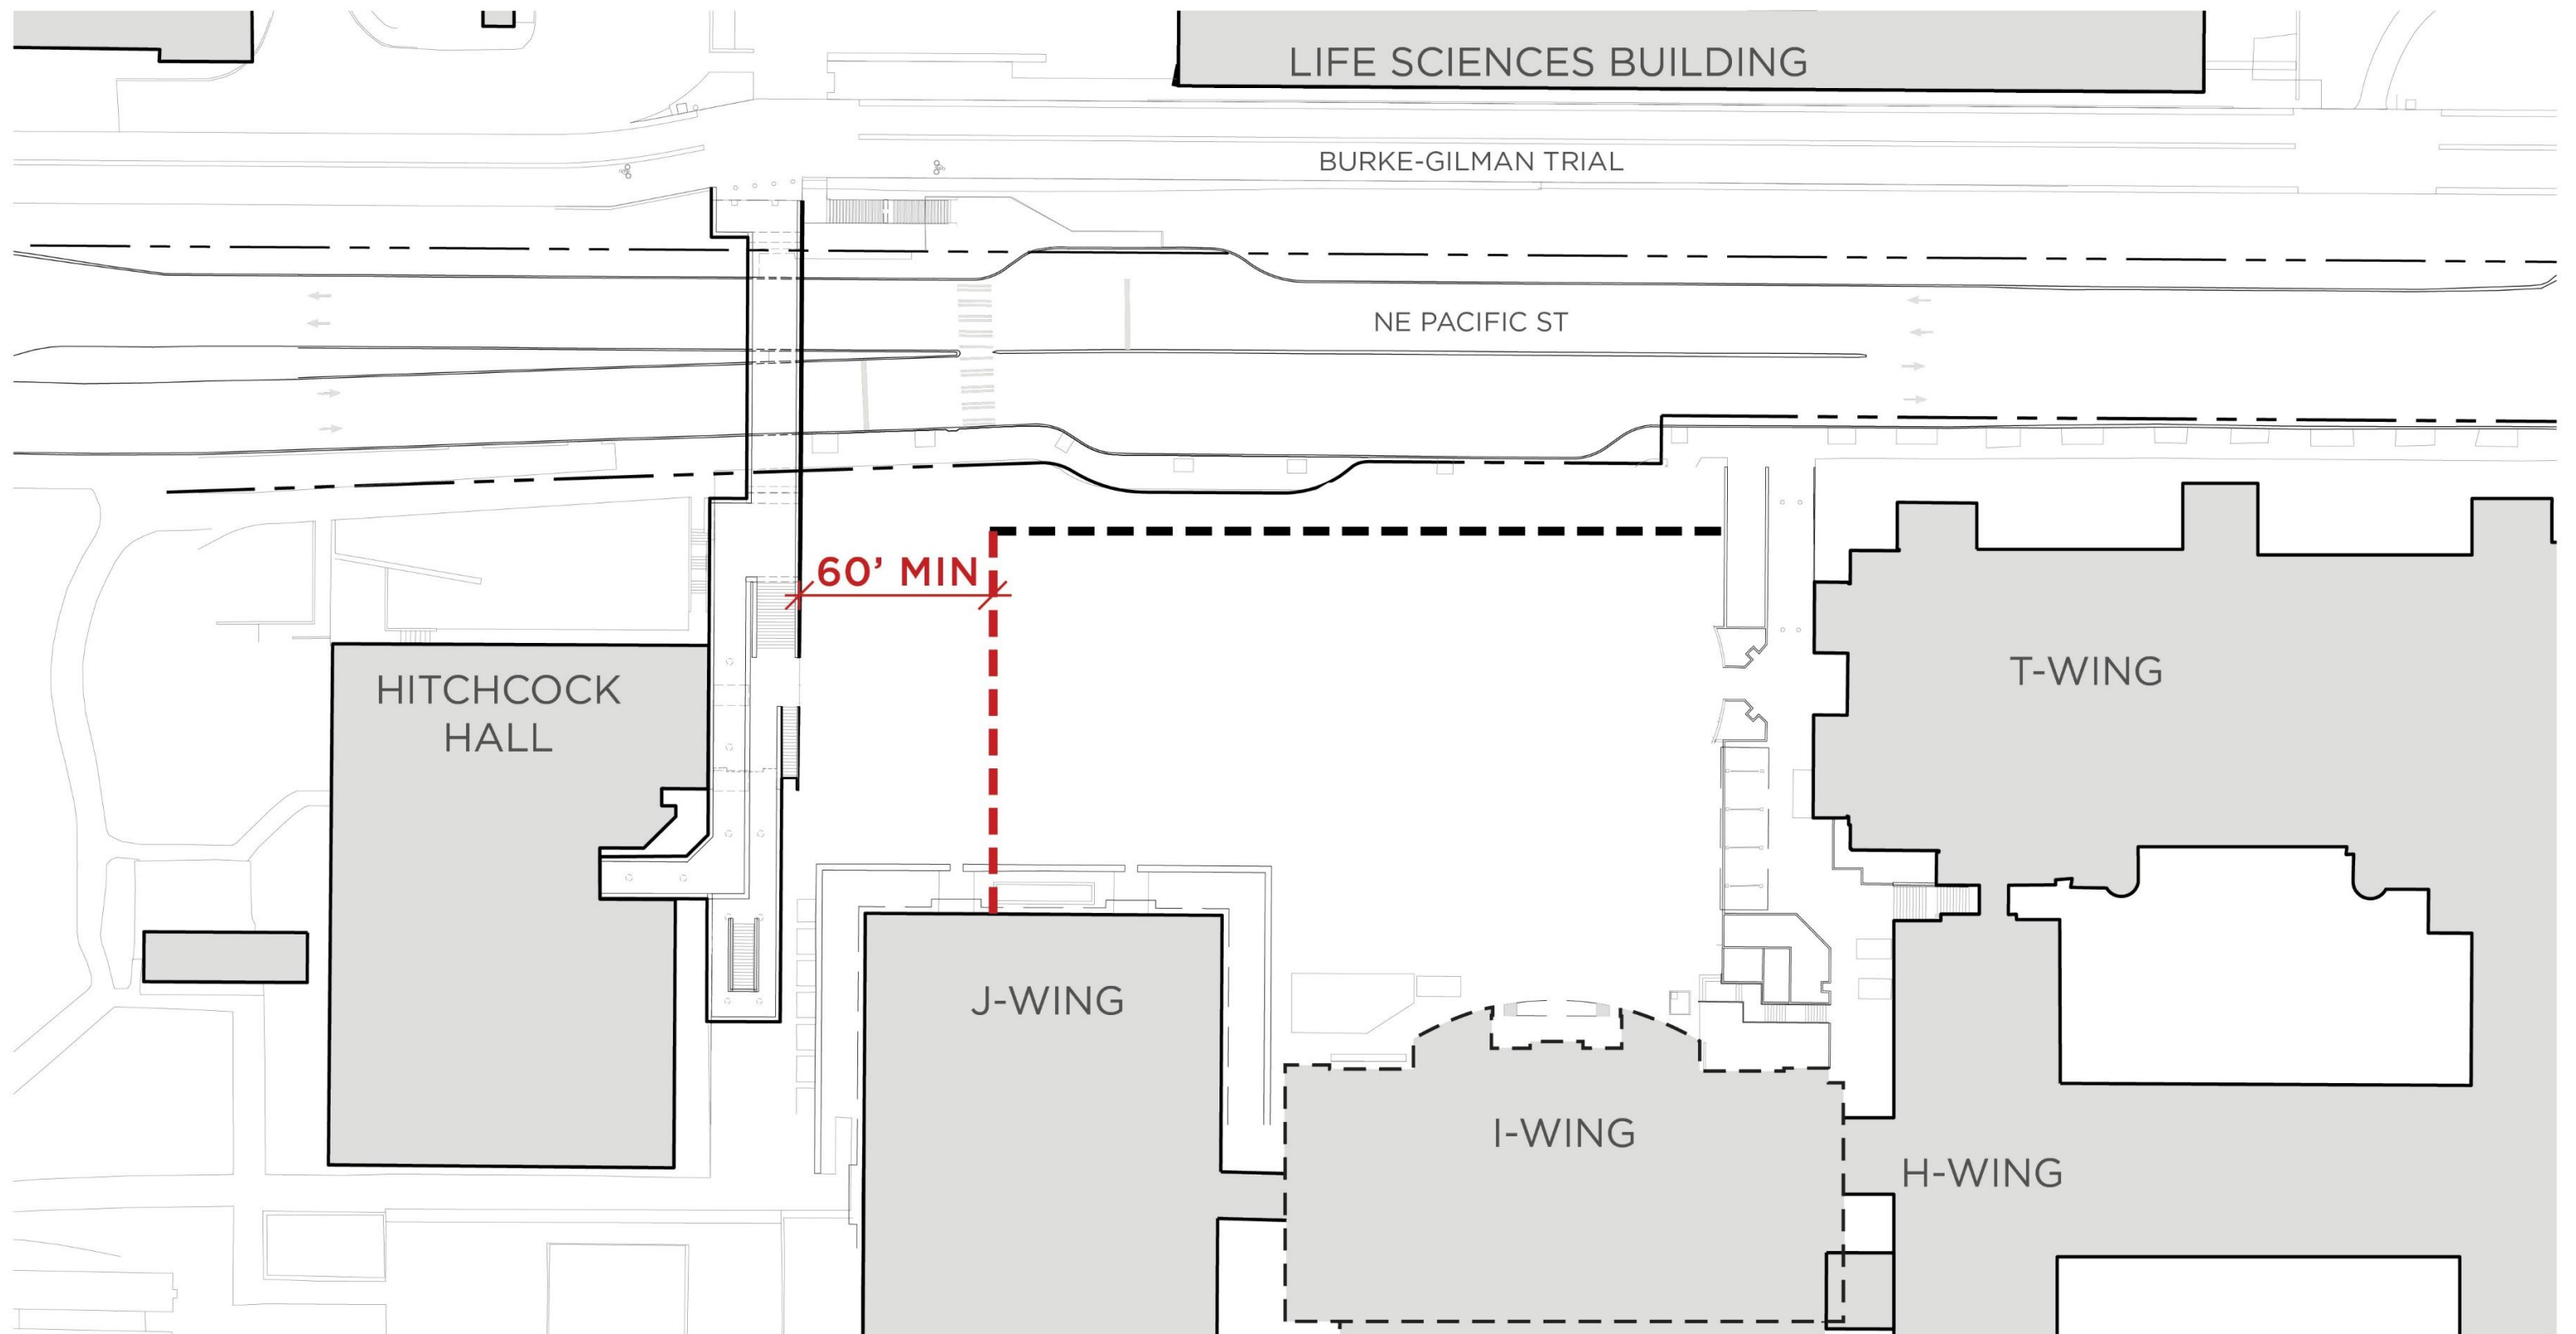 LIFE SCIENCES BUILDING
BURKE-GILMAN TRIAL
NE PACIFIC ST
60’ MIN
HITCHCOCK
HALL
T-WING
J-WING
I-WING
H-WING